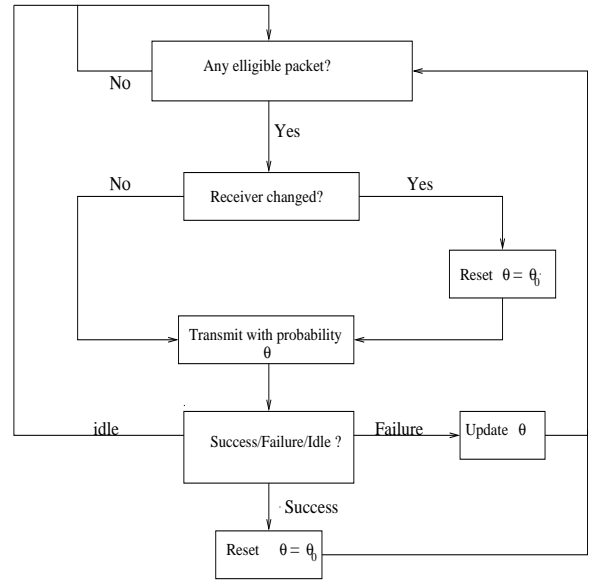 Any elligible packet?
No
Yes
Receiver changed?
No
Yes
Reset θ = θ0
Transmit with probability
θ
Success/Failure/Idle ?
idle
Failure
Update θ
Success
Reset θ = θ0